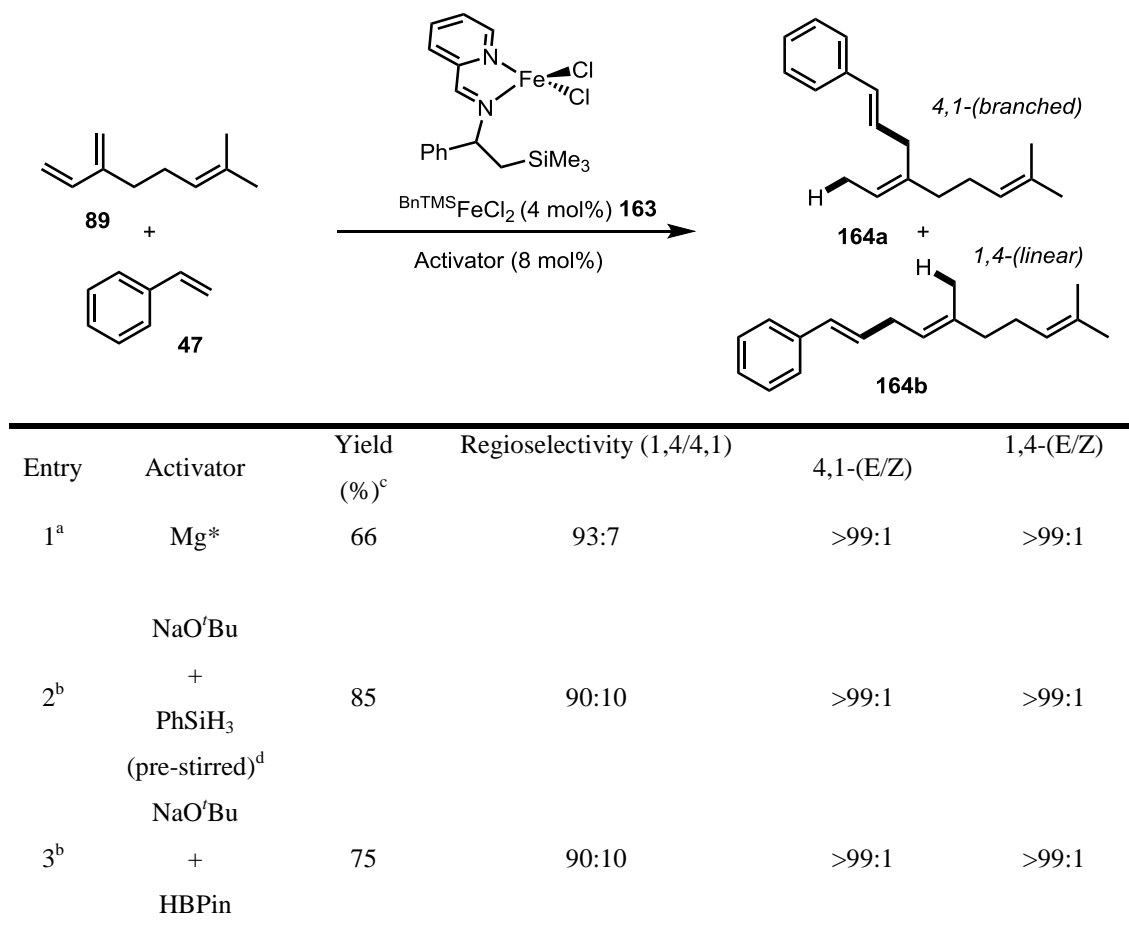 N
Fe
Cl
Cl
N
Ph
SiMe₃
89
+
47
ᴮⁿᵀᴹˢFeCl₂ (4 mol%) 163
Activator (8 mol%)
4,1-(branched)
H
164a
+
1,4-(linear)
H
164b
Entry
Activator
Yield
(%)ᶜ
Regioselectivity (1,4/4,1)
4,1-(E/Z)
1,4-(E/Z)
1ᵃ
Mg*
66
93:7
>99:1
>99:1
2ᵇ
NaOᵗBu
+
PhSiH₃
(pre-stirred)ᵈ
85
90:10
>99:1
>99:1
3ᵇ
NaOᵗBu
+
HBPin
75
90:10
>99:1
>99:1